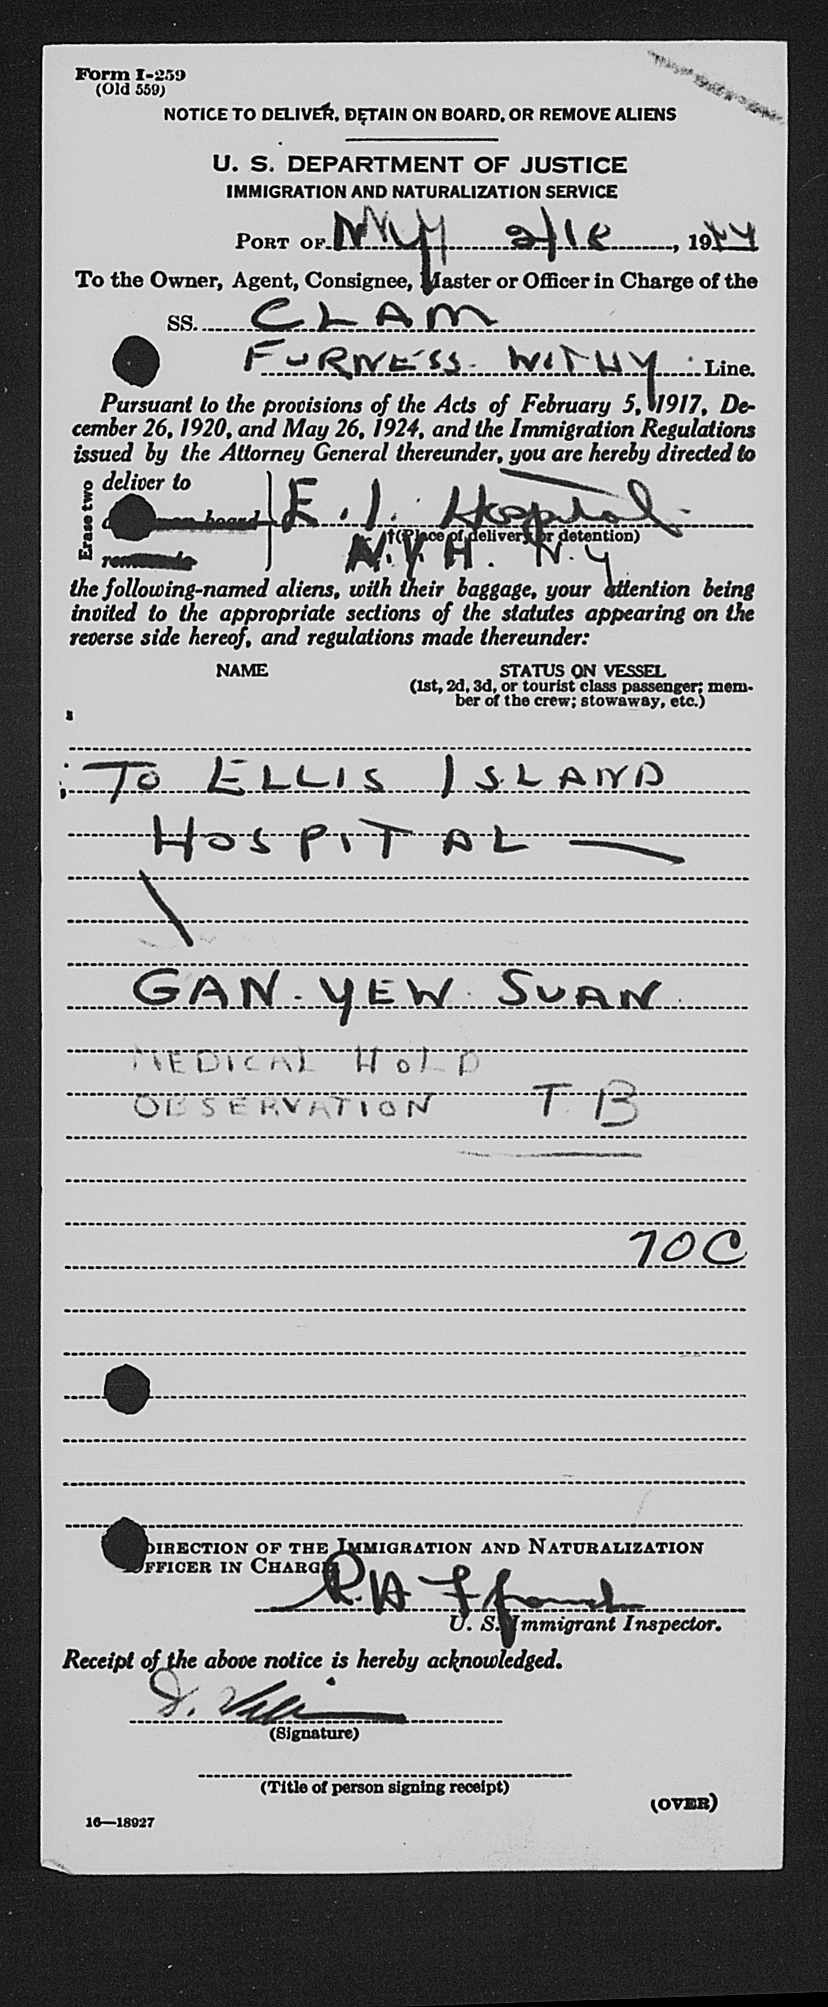 Form I-259
(Old 559)
NOTICE TO DELIVER, DETAIN ON BOARD, OR REMOVE ALIENS
U. S. DEPARTMENT OF JUSTICE
IMMIGRATION AND NATURALIZATION SERVICE
PORT OF NYH 2/18, 1944
To the Owner, Agent, Consignee, Master or Officer in Charge of the
SS. CLAM
FURNESS WITHY Line.
Pursuant to the provisions of the Acts of February 5, 1917, De-
cember 26, 1920, and May 26, 1924, and the Immigration Regulations
issued by the Attorney General thereunder, you are hereby directed to
Erase two
deliver to
on board
E. I. Hospital
†(Place of delivery or detention)
N.Y.H. N.Y
the following-named aliens, with their baggage, your attention being
invited to the appropriate sections of the statutes appearing on the
reverse side hereof, and regulations made thereunder:
NAME STATUS ON VESSEL
(1st, 2d, 3d, or tourist class passenger; mem-
ber of the crew; stowaway, etc.)
TO ELLIS ISLAND
HOSPITAL —
GAN YEW SUAN
MEDICAL HOLD
OBSERVATION T B
70C
DIRECTION OF THE IMMIGRATION AND NATURALIZATION
OFFICER IN CHARGE
U. S. Immigrant Inspector.
Receipt of the above notice is hereby acknowledged.
(Signature)
(Title of person signing receipt)
(OVER)
16—18927